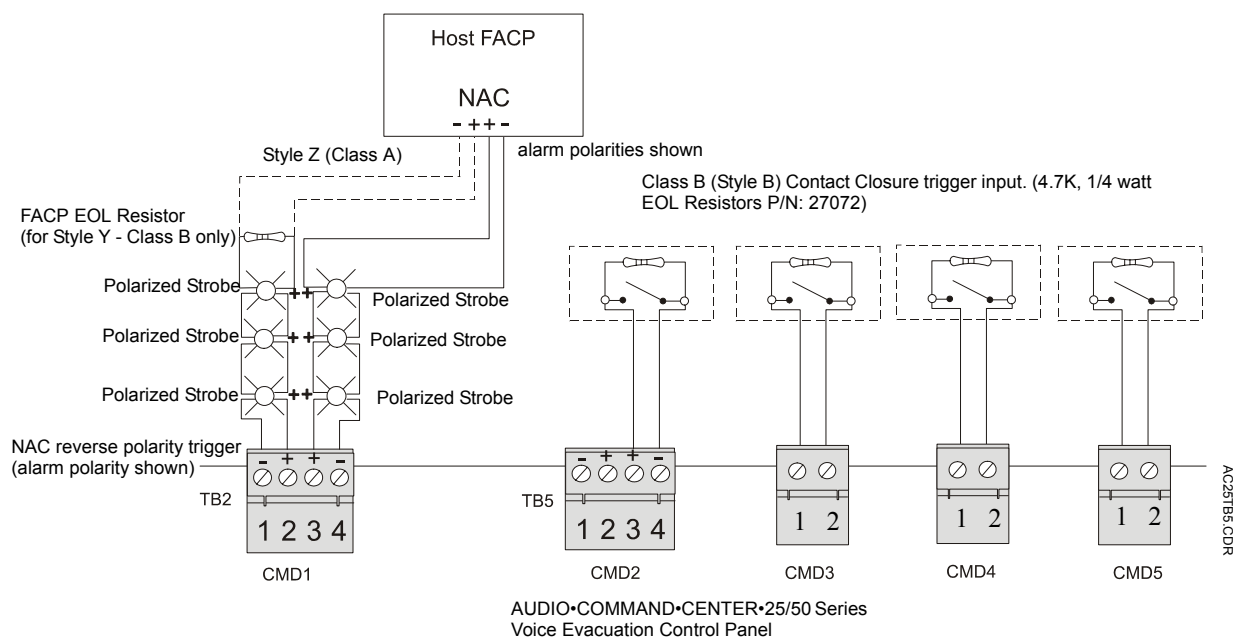 Host FACP
NAC
- + + -
Style Z (Class A)
alarm polarities shown
Class B (Style B) Contact Closure trigger input. (4.7K, 1/4 watt
EOL Resistors P/N: 27072)
FACP EOL Resistor
(for Style Y - Class B only)
Polarized Strobe
++
Polarized Strobe
Polarized Strobe
++
Polarized Strobe
Polarized Strobe
++
Polarized Strobe
NAC reverse polarity trigger
(alarm polarity shown)
- + + -
- + + -
TB2
TB5
1 2 3 4
1 2 3 4
1 2
1 2
1 2
CMD1
CMD2
CMD3
CMD4
CMD5
AC25TB5.CDR
AUDIO•COMMAND•CENTER•25/50 Series
Voice Evacuation Control Panel